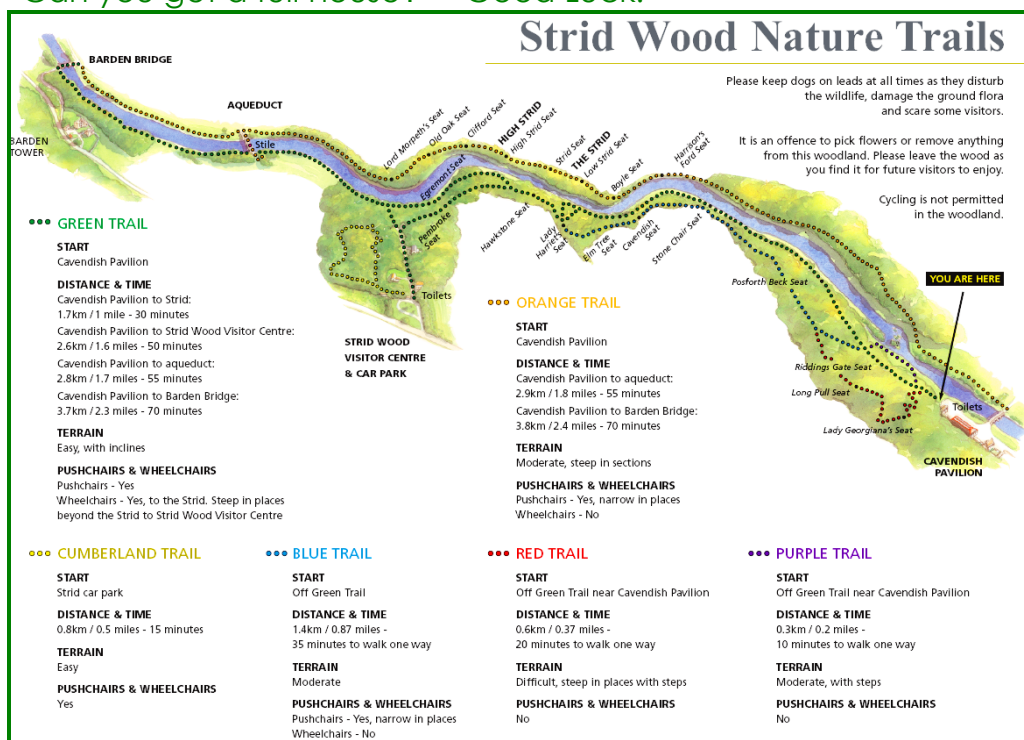 Strid Wood Nature Trails
Please keep dogs on leads at all times as they disturb
the wildlife, damage the ground flora
and scare some visitors.
It is an offence to pick flowers or remove anything
from this woodland. Please leave the wood as
you find it for future visitors to enjoy.
Cycling is not permitted
in the woodland.
BARDEN BRIDGE
BARDEN
TOWER
AQUEDUCT
Stile
Lord Morpeth's Seat
Old Oak Seat
Clifford Seat
HIGH STRID
High Strid Seat
Strid Seat
THE STRID
Low Strid Seat
Boyle Seat
Harrison's
Ford Seat
Egremont Seat
Pembroke
Seat
Hawkstone Seat
Lady
Harriet's
Seat
Elm Tree
Seat
Cavendish
Seat
Stone Chair Seat
Posforth Beck Seat
YOU ARE HERE
Riddings Gate Seat
Long Pull Seat
Lady Georgiana's Seat
Toilets
CAVENDISH
PAVILION
Toilets
STRID WOOD
VISITOR CENTRE
& CAR PARK
GREEN TRAIL
START
Cavendish Pavilion
DISTANCE & TIME
Cavendish Pavilion to Strid:
1.7km / 1 mile - 30 minutes
Cavendish Pavilion to Strid Wood Visitor Centre:
2.6km / 1.6 miles - 50 minutes
Cavendish Pavilion to aqueduct:
2.8km / 1.7 miles - 55 minutes
Cavendish Pavilion to Barden Bridge:
3.7km / 2.3 miles - 70 minutes
TERRAIN
Easy, with inclines
PUSHCHAIRS & WHEELCHAIRS
Pushchairs - Yes
Wheelchairs - Yes, to the Strid. Steep in places
beyond the Strid to Strid Wood Visitor Centre
ORANGE TRAIL
START
Cavendish Pavilion
DISTANCE & TIME
Cavendish Pavilion to aqueduct:
2.9km / 1.8 miles - 55 minutes
Cavendish Pavilion to Barden Bridge:
3.8km / 2.4 miles - 70 minutes
TERRAIN
Moderate, steep in sections
PUSHCHAIRS & WHEELCHAIRS
Pushchairs - Yes, narrow in places
Wheelchairs - No
CUMBERLAND TRAIL
START
Strid car park
DISTANCE & TIME
0.8km / 0.5 miles - 15 minutes
TERRAIN
Easy
PUSHCHAIRS & WHEELCHAIRS
Yes
BLUE TRAIL
START
Off Green Trail
DISTANCE & TIME
1.4km / 0.87 miles -
35 minutes to walk one way
TERRAIN
Moderate
PUSHCHAIRS & WHEELCHAIRS
Pushchairs - Yes, narrow in places
Wheelchairs - No
RED TRAIL
START
Off Green Trail near Cavendish Pavilion
DISTANCE & TIME
0.6km / 0.37 miles -
20 minutes to walk one way
TERRAIN
Difficult, steep in places with steps
PUSHCHAIRS & WHEELCHAIRS
No
PURPLE TRAIL
START
Off Green Trail near Cavendish Pavilion
DISTANCE & TIME
0.3km / 0.2 miles -
10 minutes to walk one way
TERRAIN
Moderate, with steps
PUSHCHAIRS & WHEELCHAIRS
No